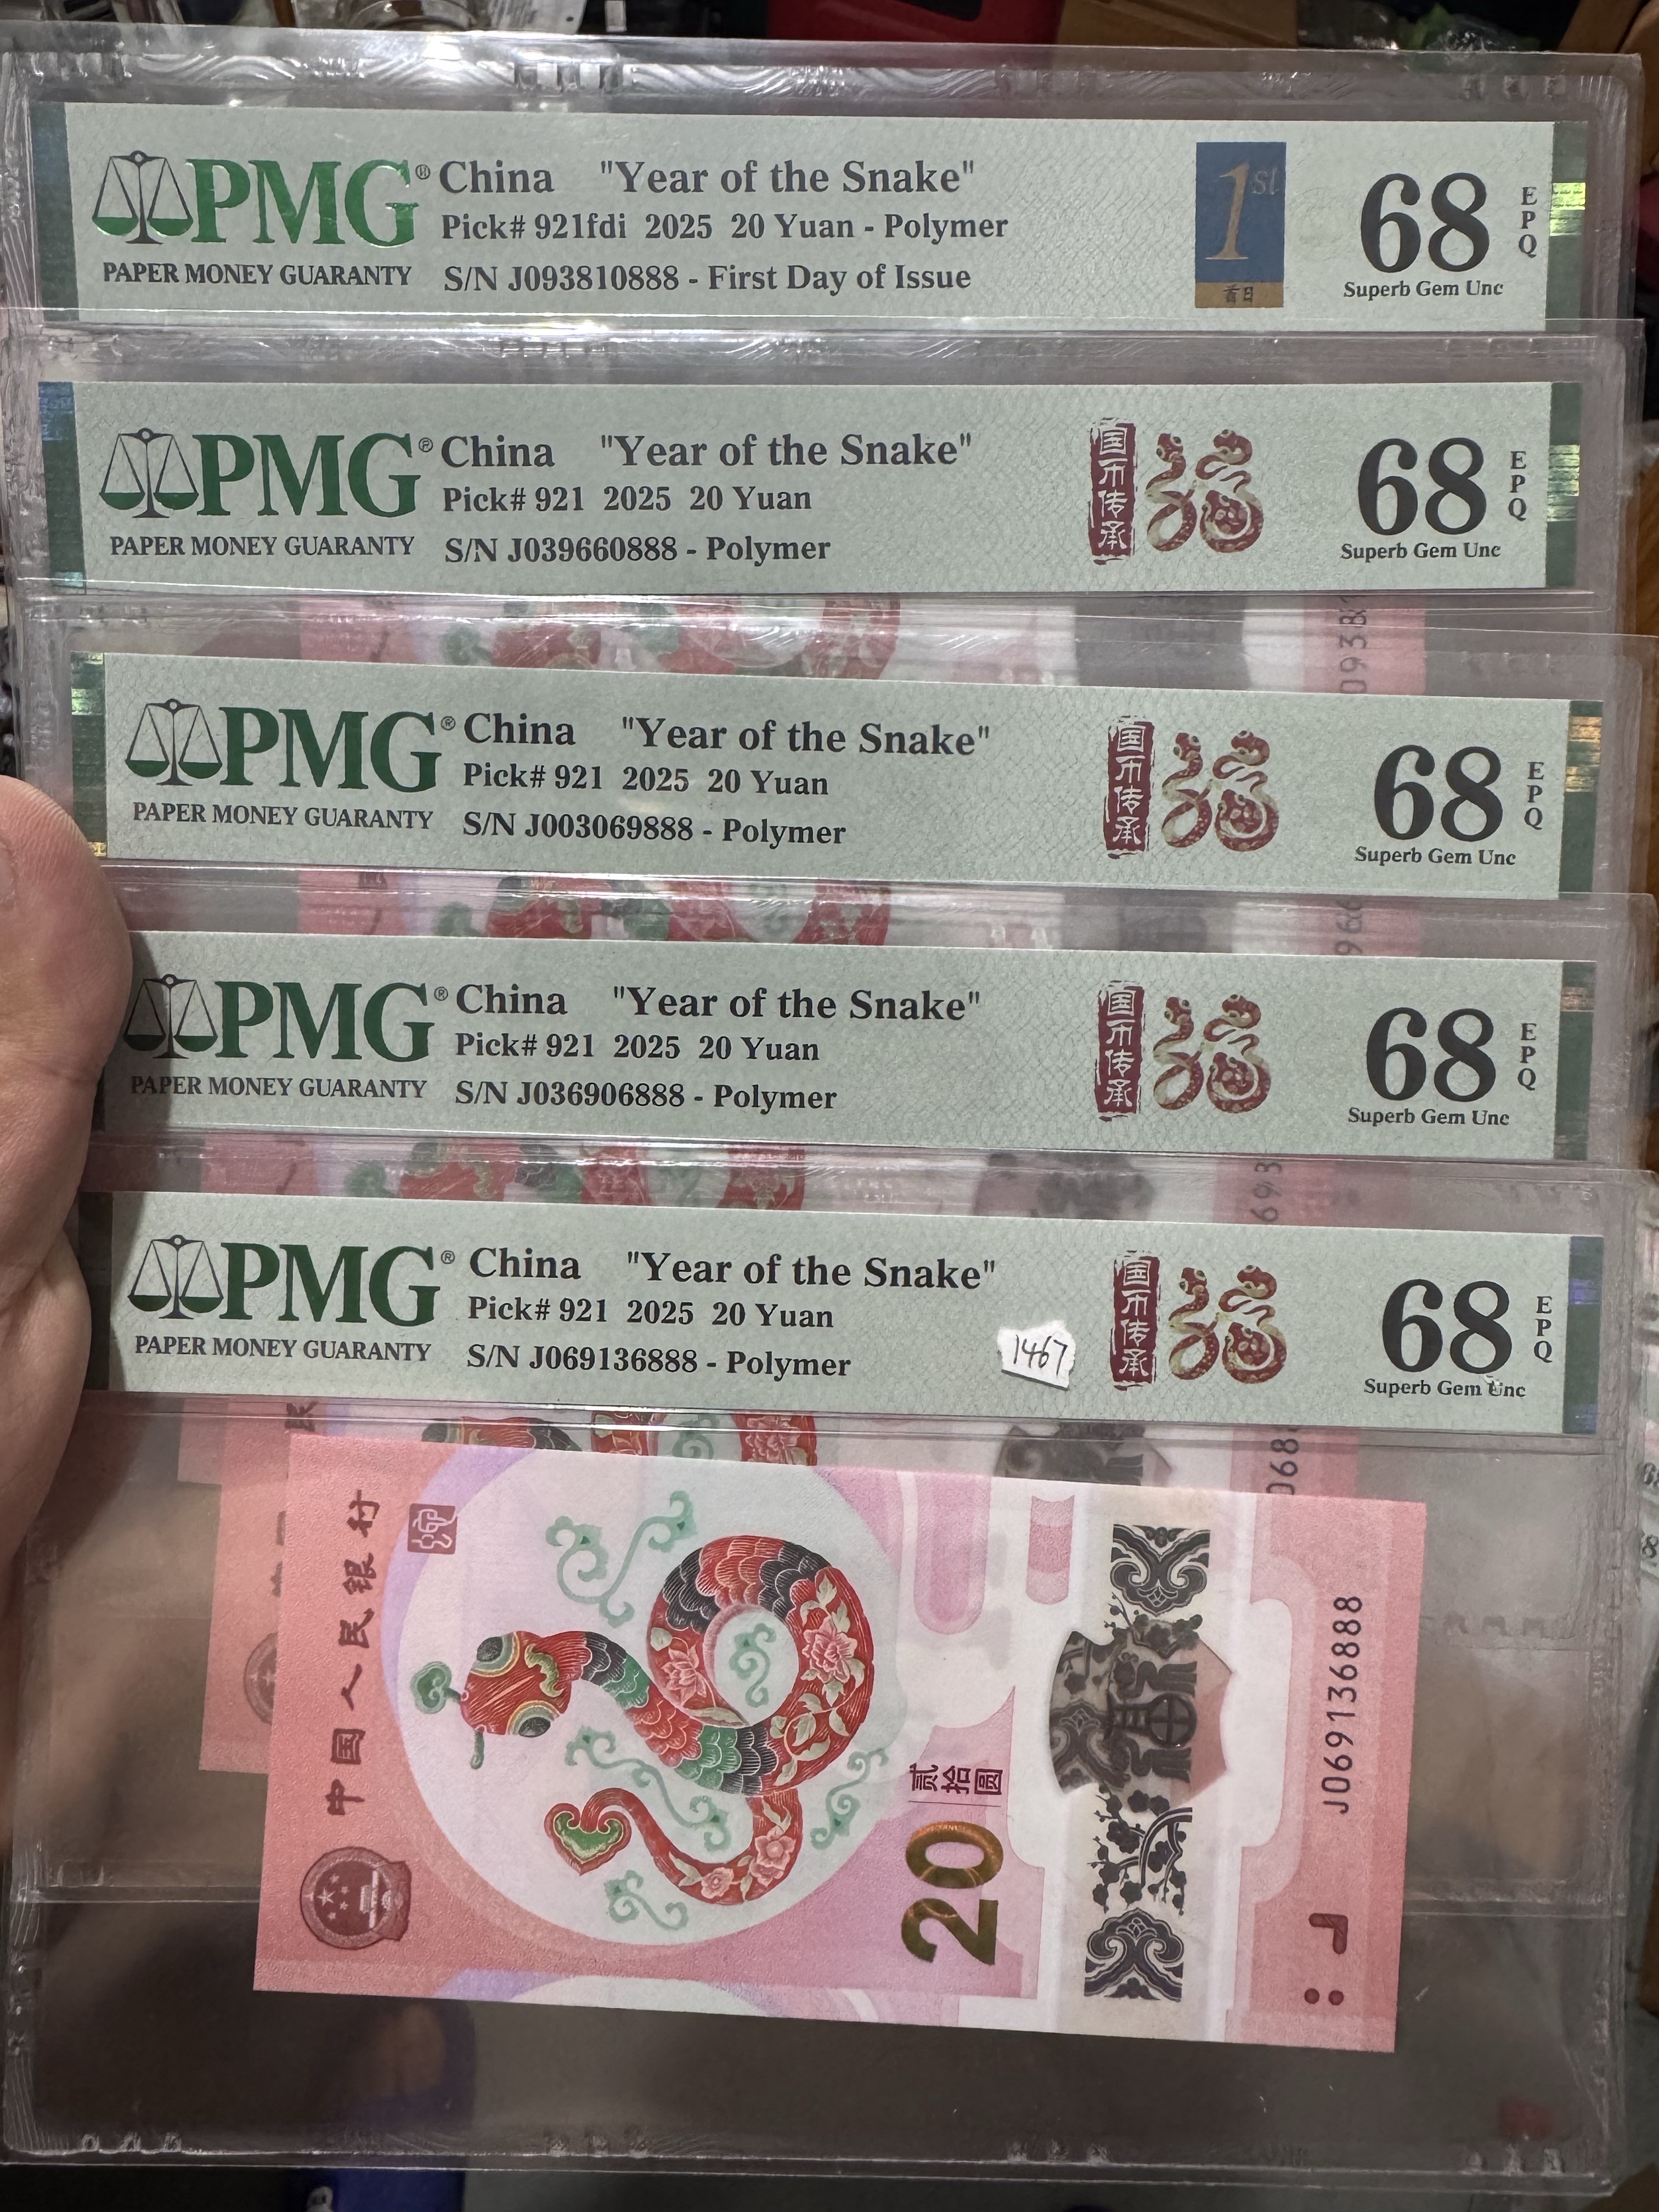 PMG® China "Year of the Snake"
Pick# 921fdi 2025 20 Yuan - Polymer
PAPER MONEY GUARANTY S/N J093810888 - First Day of Issue
1st
首日
68
EPQ
Superb Gem Unc
PMG® China "Year of the Snake"
Pick# 921 2025 20 Yuan
PAPER MONEY GUARANTY S/N J039660888 - Polymer
国币传承
68
EPQ
Superb Gem Unc
PMG® China "Year of the Snake"
Pick# 921 2025 20 Yuan
PAPER MONEY GUARANTY S/N J003069888 - Polymer
国币传承
68
EPQ
Superb Gem Unc
PMG® China "Year of the Snake"
Pick# 921 2025 20 Yuan
PAPER MONEY GUARANTY S/N J036906888 - Polymer
国币传承
68
EPQ
Superb Gem Unc
PMG® China "Year of the Snake"
Pick# 921 2025 20 Yuan
PAPER MONEY GUARANTY S/N J069136888 - Polymer
1467
国币传承
68
EPQ
Superb Gem Unc
中国人民银行
20
贰拾圆
J069136888